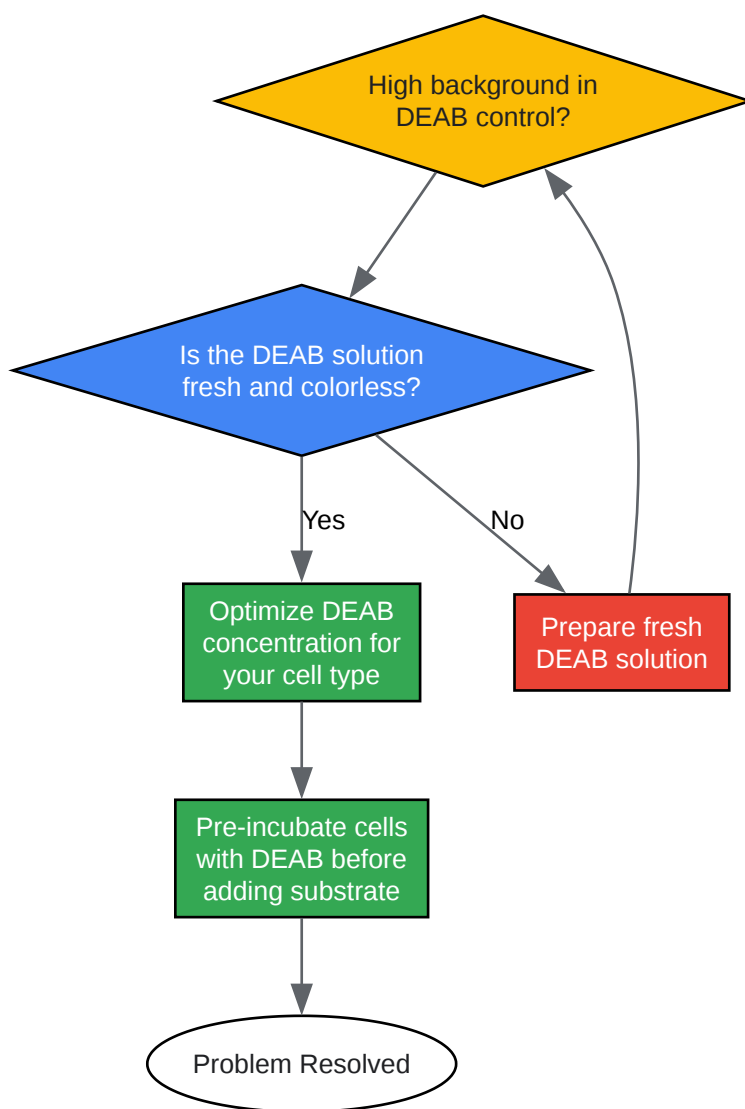 High background in
DEAB control?
Is the DEAB solution
fresh and colorless?
Yes
No
Optimize DEAB
concentration for
your cell type
Prepare fresh
DEAB solution
Pre-incubate cells
with DEAB before
adding substrate
Problem Resolved